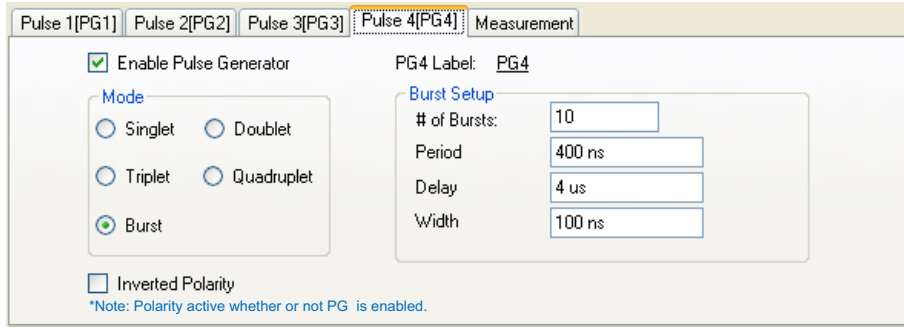 Pulse 1[PG1] Pulse 2[PG2] Pulse 3[PG3] Pulse 4[PG4] Measurement
Enable Pulse Generator PG4 Label: PG4
Mode
Singlet Doublet
Triplet Quadruplet
Burst
Burst Setup
# of Bursts: 10
Period 400 ns
Delay 4 us
Width 100 ns
Inverted Polarity
*Note: Polarity active whether or not PG is enabled.